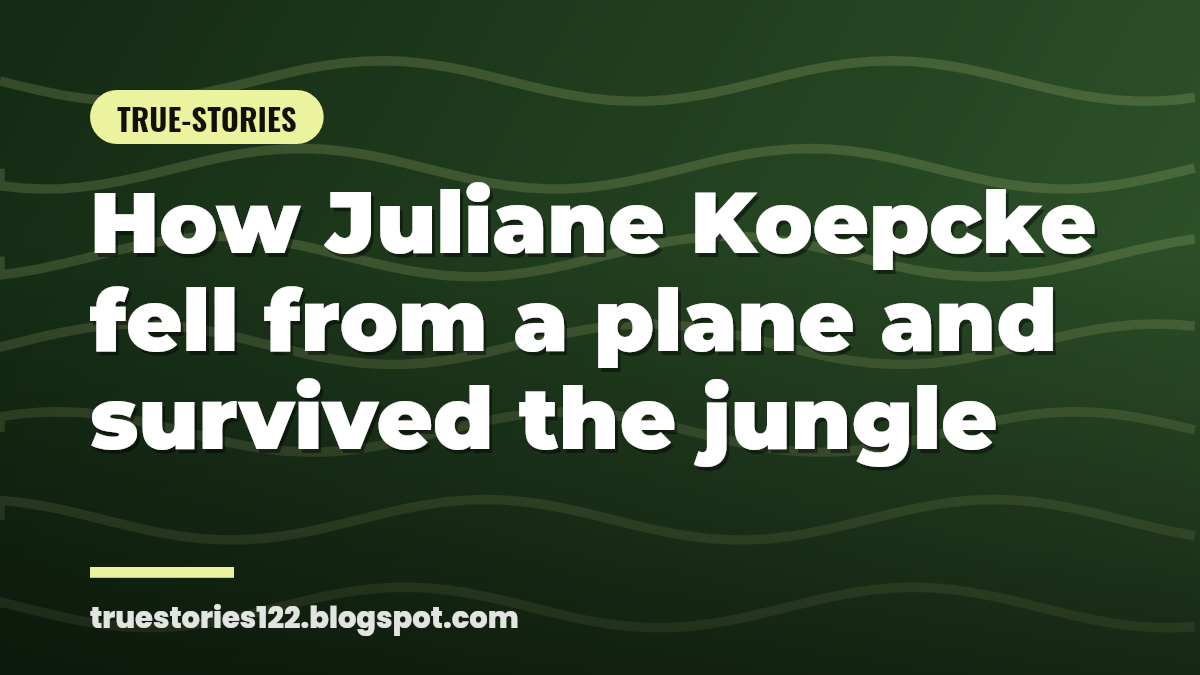 TRUE-STORIES
How Juliane Koepcke
fell from a plane and
survived the jungle
truestories122.blogspot.com